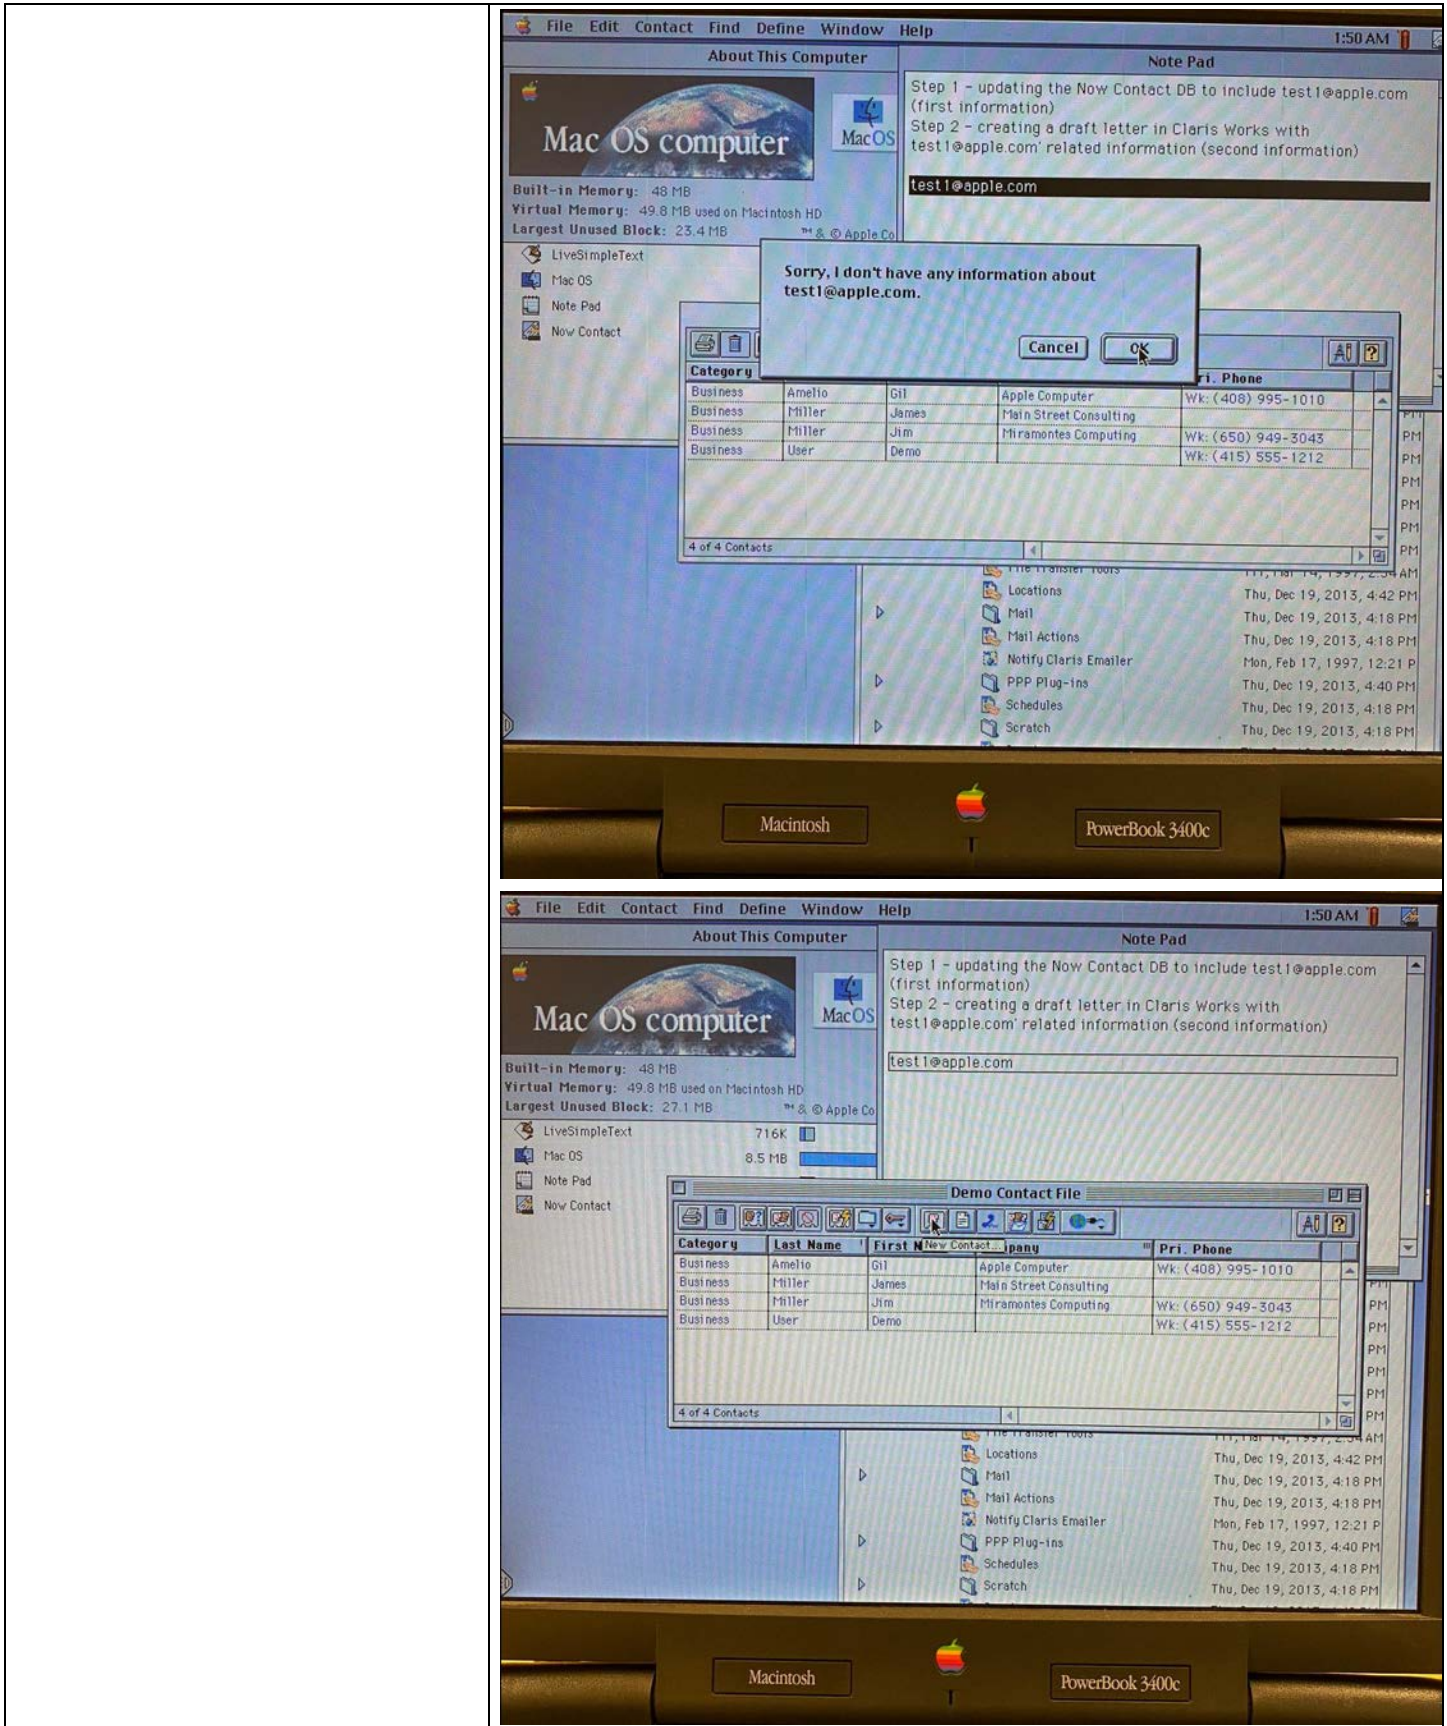 File Edit Contact Find Define Window Help 1:50 AM
About This Computer
Note Pad
Mac OS computer
MacOS
Step 1 - updating the Now Contact DB to include test1@apple.com
(first information)
Step 2 - creating a draft letter in Claris Works with
test1@apple.com' related information (second information)
test1@apple.com
Built-in Memory: 48 MB
Virtual Memory: 49.8 MB used on Macintosh HD
Largest Unused Block: 23.4 MB ™ & © Apple Co
LiveSimpleText
Mac OS
Note Pad
Now Contact
Sorry, I don't have any information about
test1@apple.com.
Cancel OK
Category ri. Phone
Business Amelio Gil Apple Computer Wk: (408) 995-1010
Business Miller James Main Street Consulting
Business Miller Jim Miramontes Computing Wk: (650) 949-3043
Business User Demo Wk: (415) 555-1212
PM
PM
PM
PM
PM
PM
4 of 4 Contacts
Locations Thu, Dec 19, 2013, 4:42 PM
Mail Thu, Dec 19, 2013, 4:18 PM
Mail Actions Thu, Dec 19, 2013, 4:18 PM
Notify Claris Emailer Mon, Feb 17, 1997, 12:21 P
PPP Plug-ins Thu, Dec 19, 2013, 4:40 PM
Schedules Thu, Dec 19, 2013, 4:18 PM
Scratch Thu, Dec 19, 2013, 4:18 PM
Macintosh
PowerBook 3400c
File Edit Contact Find Define Window Help 1:50 AM
About This Computer
Note Pad
Mac OS computer
MacOS
Step 1 - updating the Now Contact DB to include test1@apple.com
(first information)
Step 2 - creating a draft letter in Claris Works with
test1@apple.com' related information (second information)
test1@apple.com
Built-in Memory: 48 MB
Virtual Memory: 49.8 MB used on Macintosh HD
Largest Unused Block: 27.1 MB ™ & © Apple Co
LiveSimpleText 716K
Mac OS 8.5 MB
Note Pad
Now Contact
Demo Contact File
Category Last Name First N New Contact... pany Pri. Phone
Business Amelio Gil Apple Computer Wk: (408) 995-1010
Business Miller James Main Street Consulting
Business Miller Jim Miramontes Computing Wk: (650) 949-3043
Business User Demo Wk: (415) 555-1212
PM
PM
PM
PM
PM
PM
4 of 4 Contacts
Locations Thu, Dec 19, 2013, 4:42 PM
Mail Thu, Dec 19, 2013, 4:18 PM
Mail Actions Thu, Dec 19, 2013, 4:18 PM
Notify Claris Emailer Mon, Feb 17, 1997, 12:21 P
PPP Plug-ins Thu, Dec 19, 2013, 4:40 PM
Schedules Thu, Dec 19, 2013, 4:18 PM
Scratch Thu, Dec 19, 2013, 4:18 PM
Macintosh
PowerBook 3400c